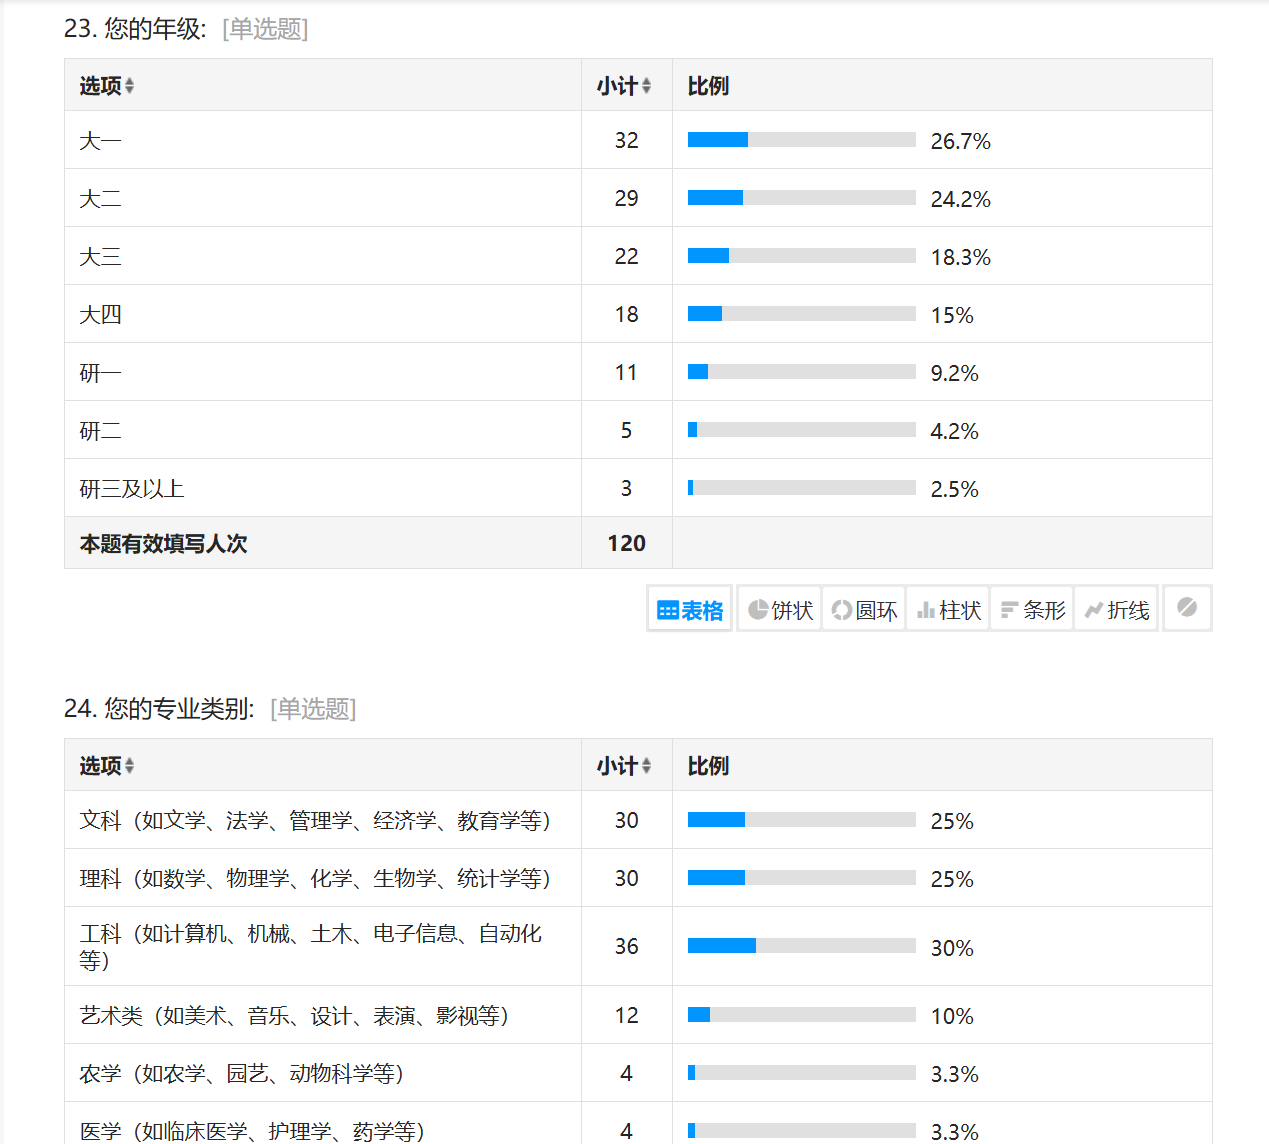 23. 您的年级: [单选题]
选项 小计 比例
大一 32 26.7%
大二 29 24.2%
大三 22 18.3%
大四 18 15%
研一 11 9.2%
研二 5 4.2%
研三及以上 3 2.5%
本题有效填写人次 120
表格 饼状 圆环 柱状 条形 折线
24. 您的专业类别: [单选题]
选项 小计 比例
文科（如文学、法学、管理学、经济学、教育学等） 30 25%
理科（如数学、物理学、化学、生物学、统计学等） 30 25%
工科（如计算机、机械、土木、电子信息、自动化
等） 36 30%
艺术类（如美术、音乐、设计、表演、影视等） 12 10%
农学（如农学、园艺、动物科学等） 4 3.3%
医学（如临床医学、护理学、药学等） 4 3.3%